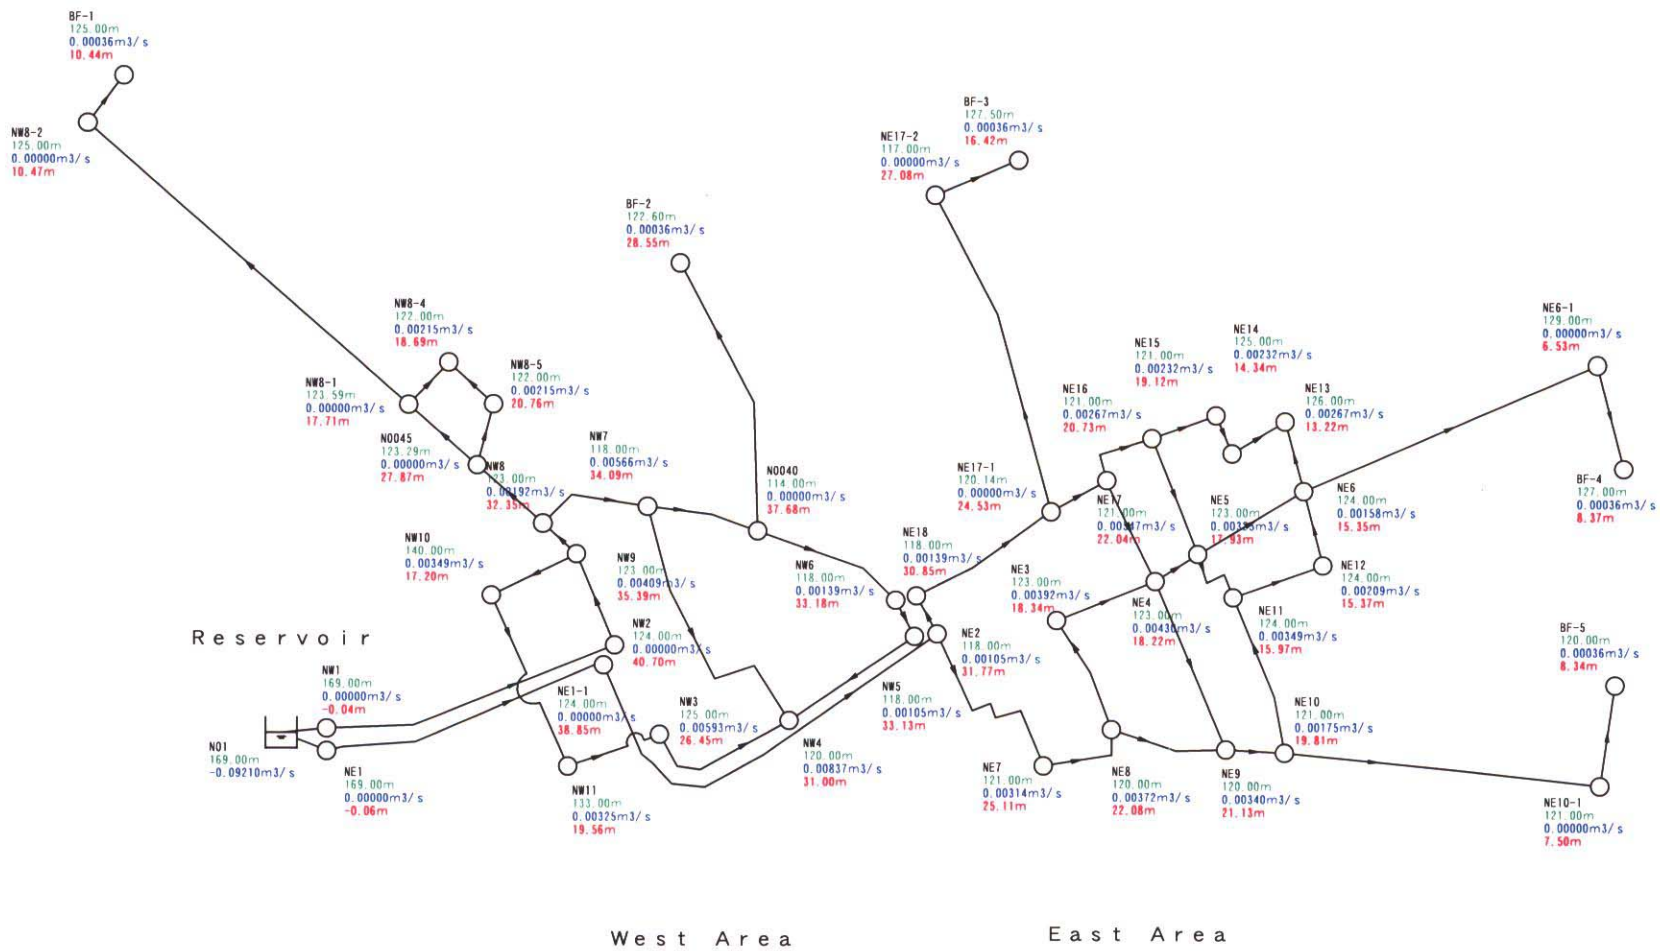 BF-1
125.00m
0.00036m3/s
10.44m
NW8-2
125.00m
0.00000m3/s
10.47m
BF-3
127.50m
0.00036m3/s
16.42m
NE17-2
117.00m
0.00000m3/s
27.08m
BF-2
122.60m
0.00036m3/s
28.55m
NW8-4
122.00m
0.00215m3/s
18.69m
NW8-5
122.00m
0.00215m3/s
20.76m
NW8-1
123.59m
0.00000m3/s
17.71m
N0045
123.29m
0.00000m3/s
27.87m
NW8
123.00m
0.00192m3/s
32.35m
NW7
118.00m
0.00566m3/s
34.09m
N0040
114.00m
0.00000m3/s
37.68m
NE6-1
129.00m
0.00000m3/s
6.53m
NE14
125.00m
0.00232m3/s
14.34m
NE15
121.00m
0.00232m3/s
19.12m
NE16
121.00m
0.00267m3/s
20.73m
NE13
126.00m
0.00267m3/s
13.22m
NE17-1
120.14m
0.00000m3/s
24.53m
NE17
121.00m
22.04m
NE5
123.00m
17.93m
NE6
124.00m
0.00158m3/s
15.35m
BF-4
127.00m
0.00036m3/s
8.37m
NW10
140.00m
0.00349m3/s
17.20m
NW9
123.00m
0.00409m3/s
35.39m
NW6
118.00m
0.00139m3/s
33.18m
NE18
118.00m
0.00139m3/s
30.85m
NE3
123.00m
0.00392m3/s
18.34m
NE4
123.00m
0.00430m3/s
18.22m
NE12
124.00m
0.00209m3/s
15.37m
NE11
124.00m
0.00349m3/s
15.97m
Reservoir
NW2
124.00m
0.00000m3/s
40.70m
NE2
118.00m
0.00105m3/s
31.77m
BF-5
120.00m
0.00036m3/s
8.34m
NW1
169.00m
0.00000m3/s
-0.04m
NE1-1
124.00m
0.00000m3/s
38.85m
NW3
125.00m
0.00593m3/s
26.45m
NW5
118.00m
0.00105m3/s
33.13m
NE10
121.00m
0.00175m3/s
19.81m
N01
169.00m
-0.09210m3/s
NE1
169.00m
0.00000m3/s
-0.06m
NW4
120.00m
0.00837m3/s
31.00m
NW11
133.00m
0.00325m3/s
19.56m
NE7
121.00m
0.00314m3/s
25.11m
NE8
120.00m
0.00372m3/s
22.08m
NE9
120.00m
0.00340m3/s
21.13m
NE10-1
121.00m
0.00000m3/s
7.50m
West Area
East Area